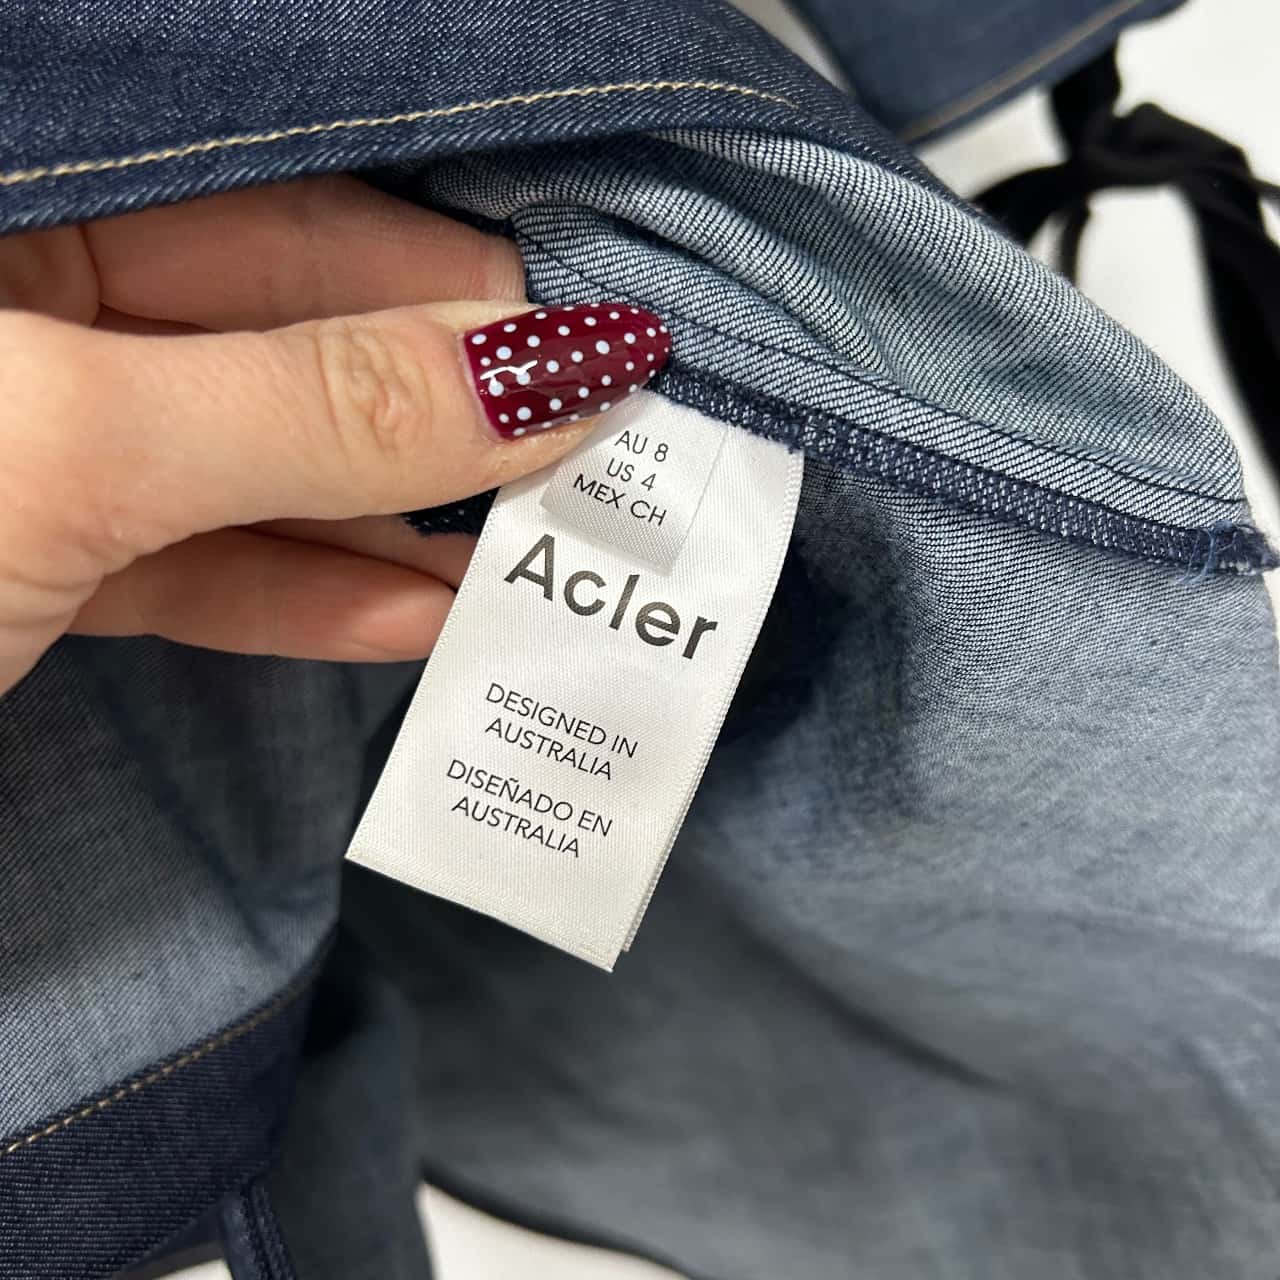 AU 8
US 4
MEX CH
Acler
DESIGNED IN
AUSTRALIA
DISEÑADO EN
AUSTRALIA